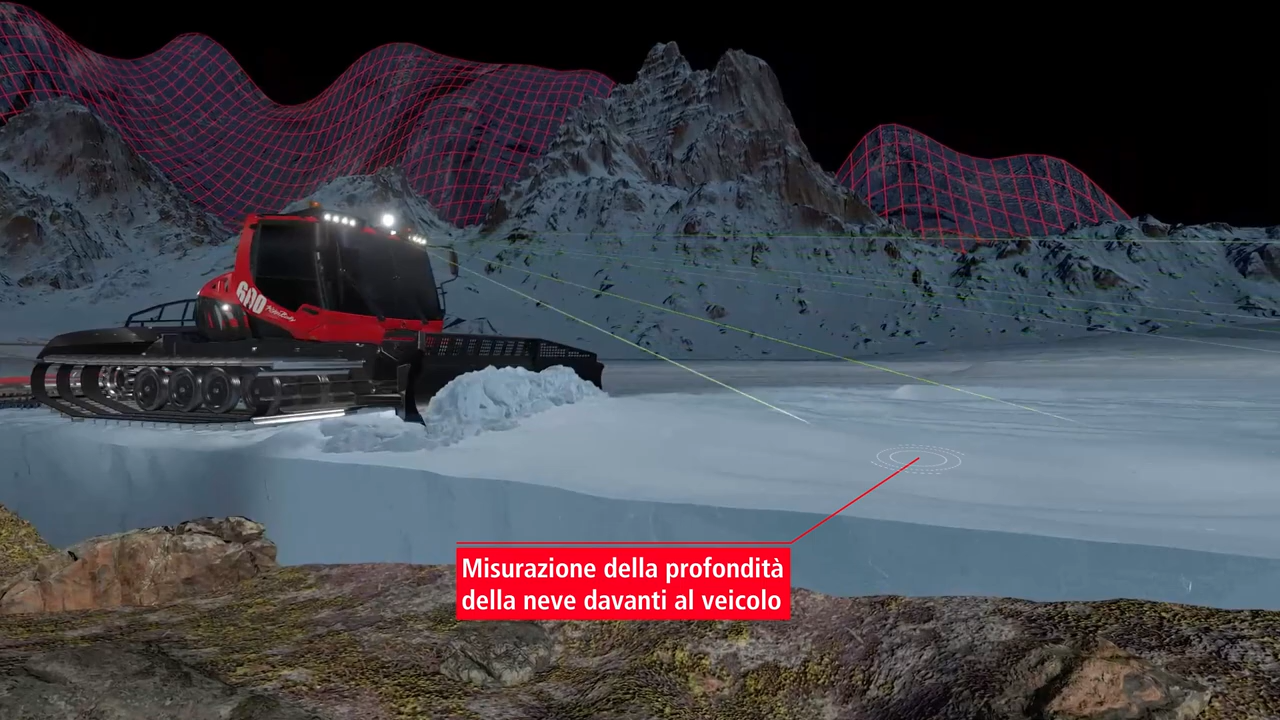 600
Misurazione della profondità
della neve davanti al veicolo